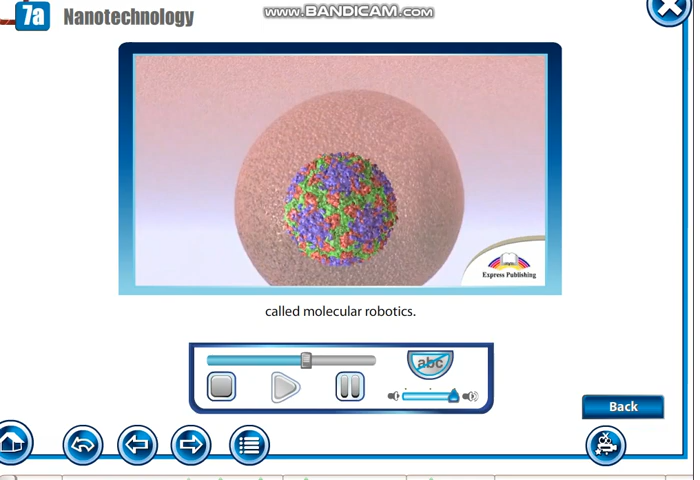 www.BANDICAM.com
7a Nanotechnology
Express Publishing
called molecular robotics.
abc
Back